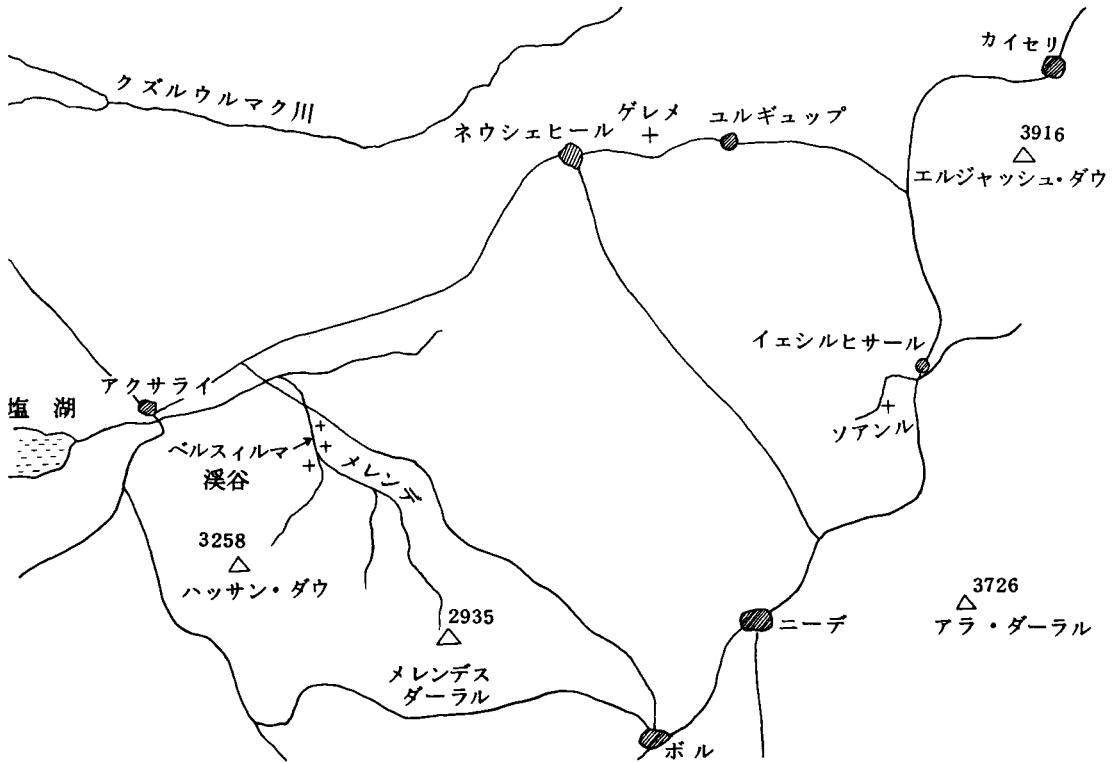 カイセリ
クズルウルマク川
ゲレメ
ユルギュップ
ネウシェヒール
3916
エルジャッシュ・ダウ
イェシルヒサール
アクサライ
塩 湖
ソアンル
ベルスィルマ
渓谷
メレンデ
3258
ハッサン・ダウ
2935
メレンデス
ダーラル
3726
アラ・ダーラル
ニーデ
ボル